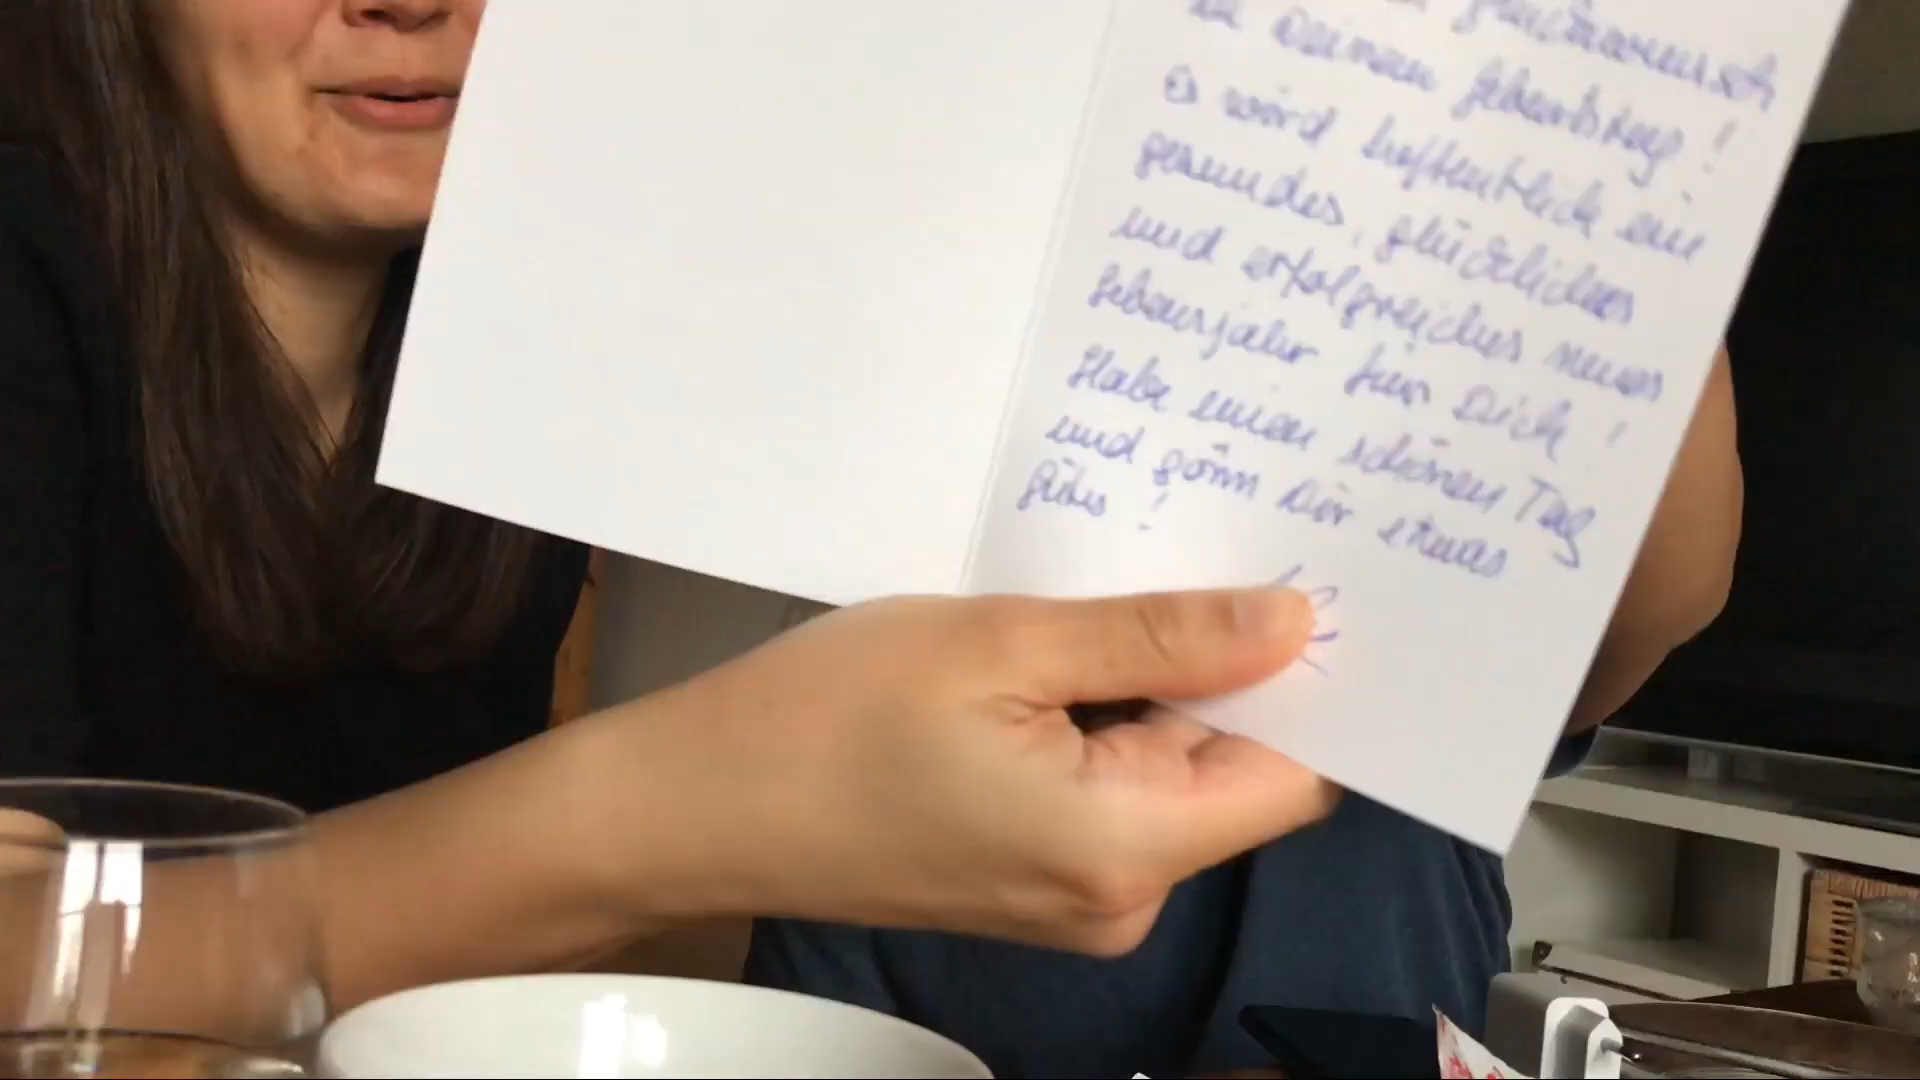 Glückwunsch
zu Deinem Geburtstag!
Es wird hoffentlich ein
gesundes, glückliches
und erfolgreiches neues
Lebensjahr für Dich!
Habe einen schönen Tag
und gönn Dir etwas
Gutes!